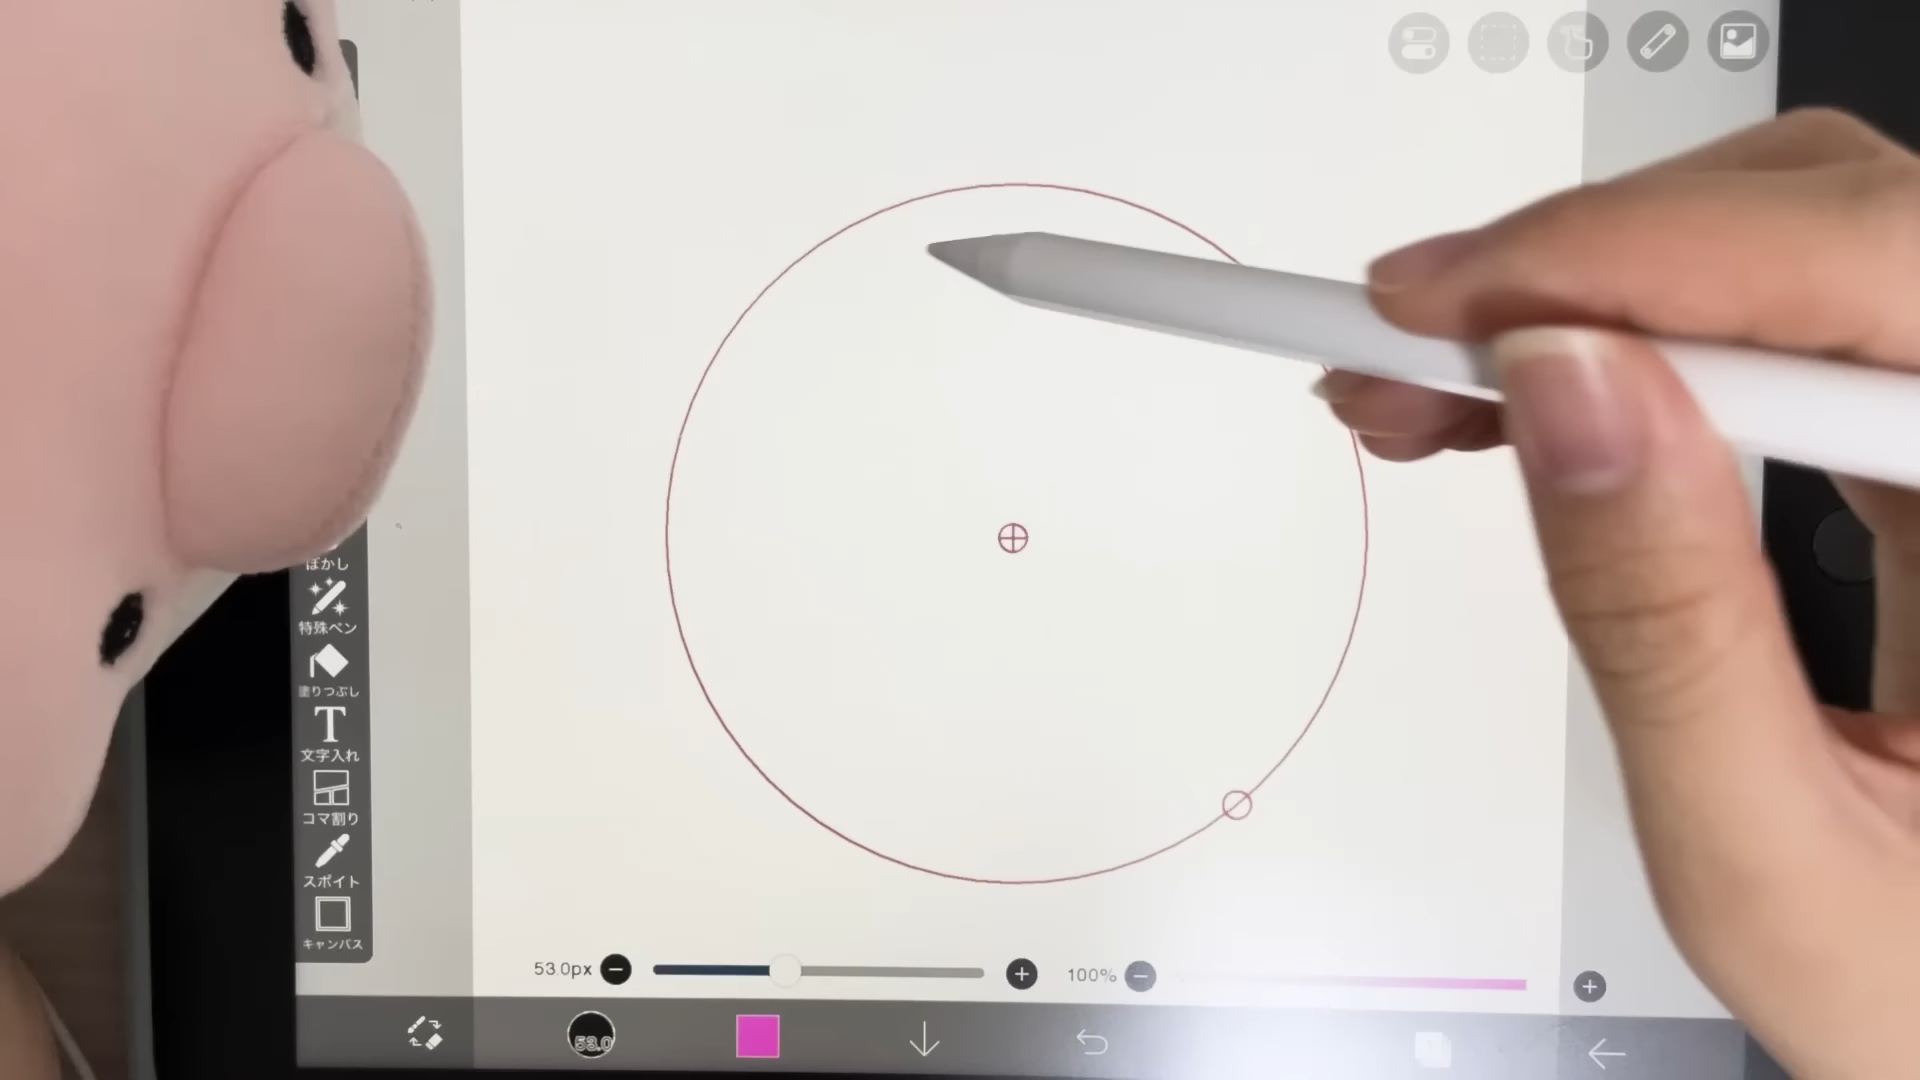 ぼかし
特殊ペン
塗りつぶし
T
文字入れ
コマ割り
スポイト
キャンバス
53.0px
100%
53.0